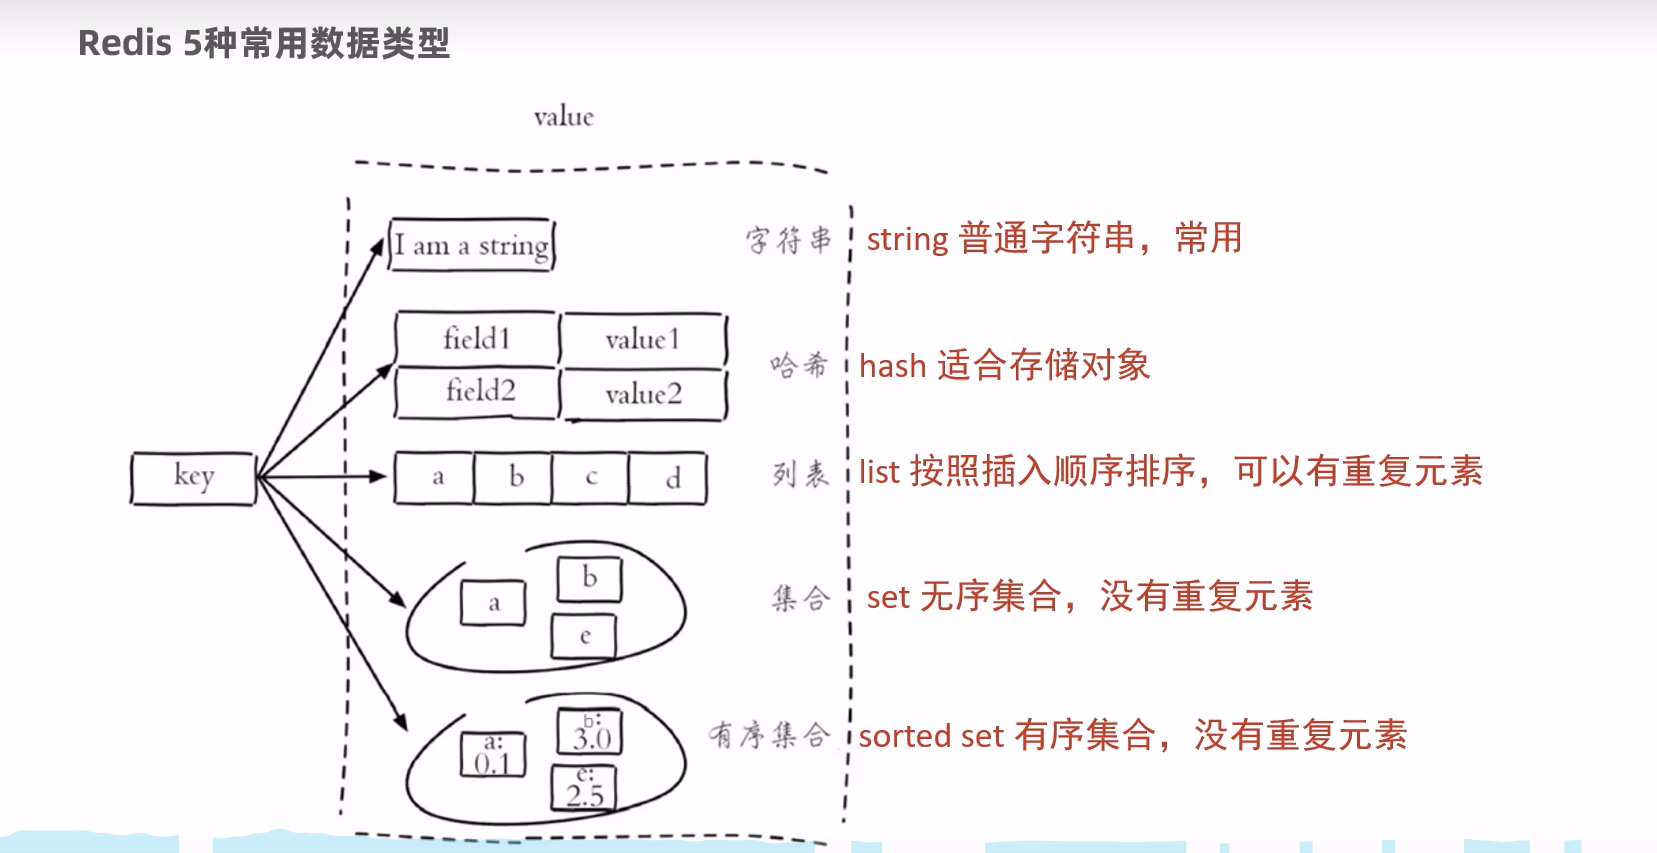 Redis 5种常用数据类型
value
I am a string
字符串
string 普通字符串，常用
field1
value1
field2
value2
哈希
hash 适合存储对象
key
a
b
c
d
列表
list 按照插入顺序排序，可以有重复元素
a
b
e
集合
set 无序集合，没有重复元素
a:
0.1
b:
3.0
e:
2.5
有序集合
sorted set 有序集合，没有重复元素